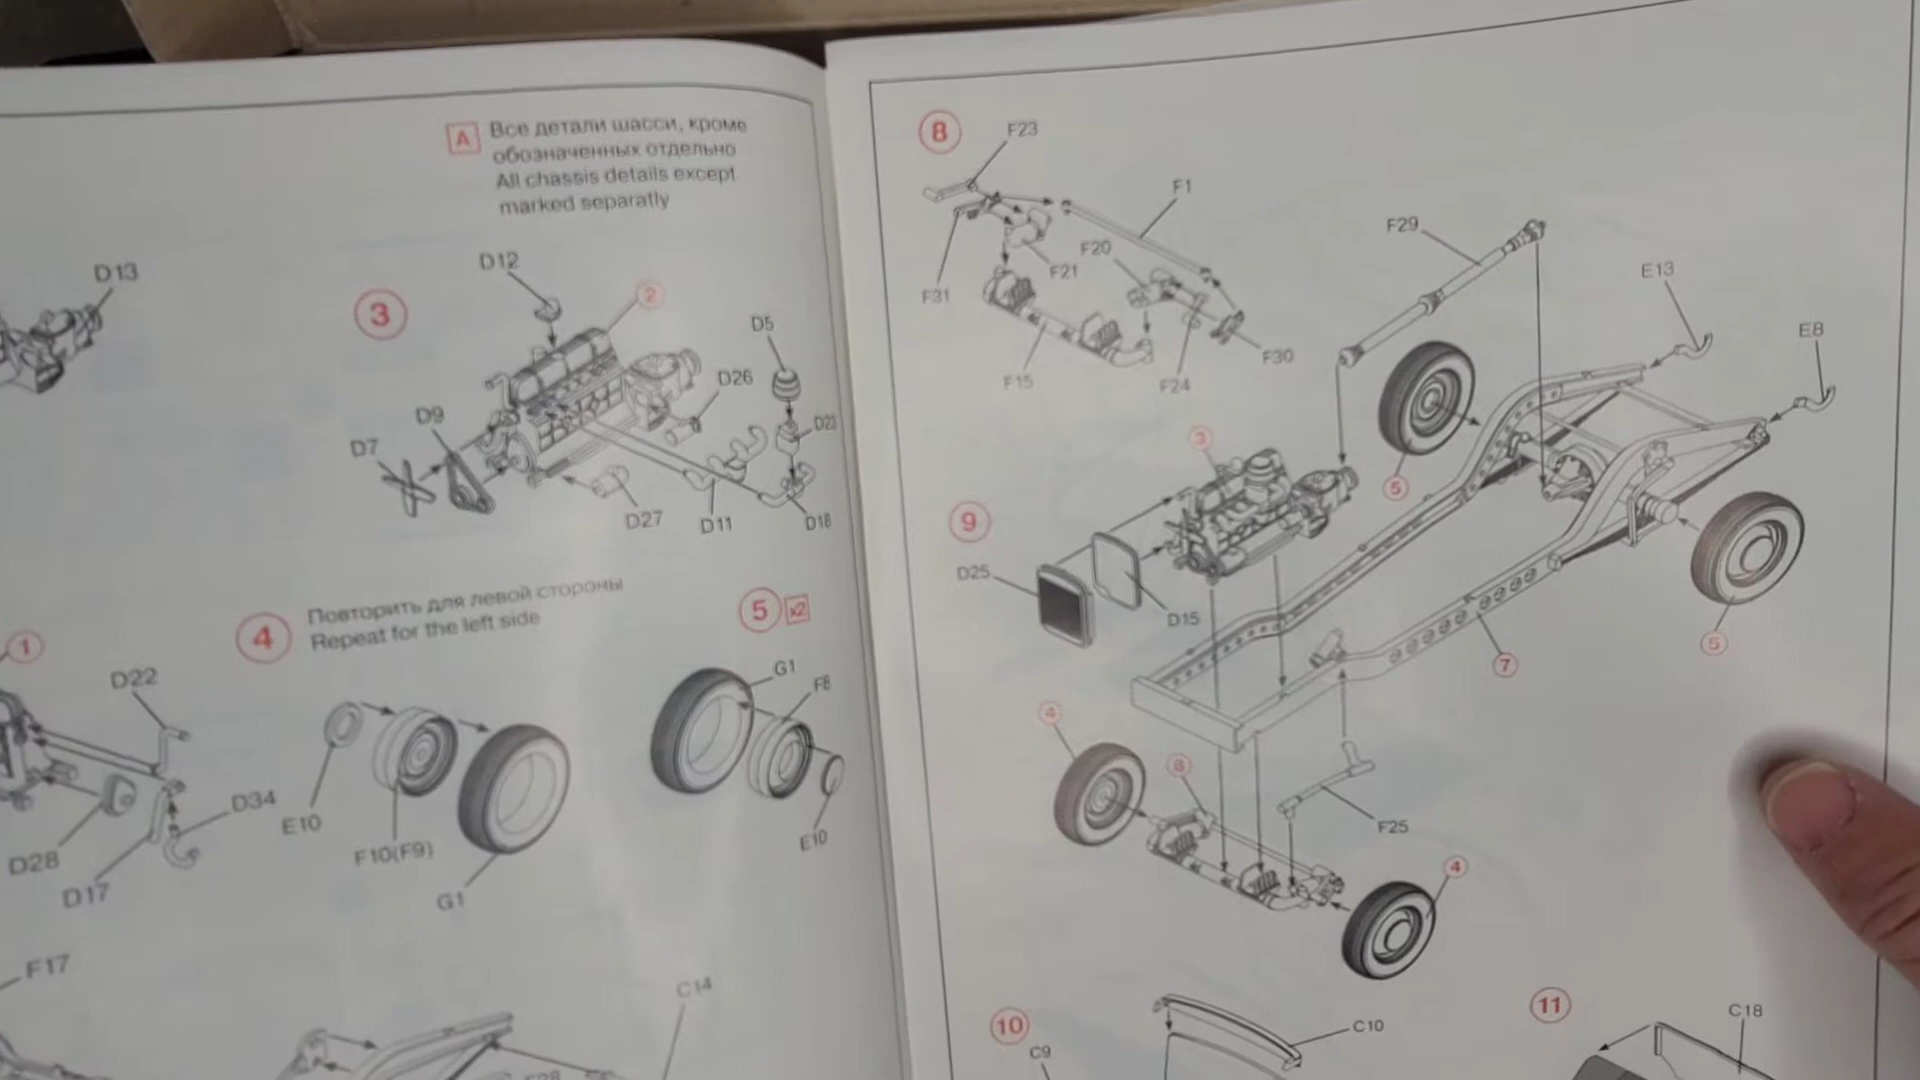 A Все детали шасси, кроме
обозначенных отдельно
All chassis details except
marked separatly
D13
3
D12
2
D5
D26
D9
D7
D23
D27
D11
D18
1
4
Повторить для левой стороны
Repeat for the left side
5 x2
D22
G1
F8
D34
E10
F10(F9)
E10
D28
D17
G1
F17
C14
8
F23
F1
F29
F20
F21
E13
F31
E8
F30
F15
F24
3
5
9
D25
D15
5
7
4
8
F25
4
10
C10
C9
11
C18